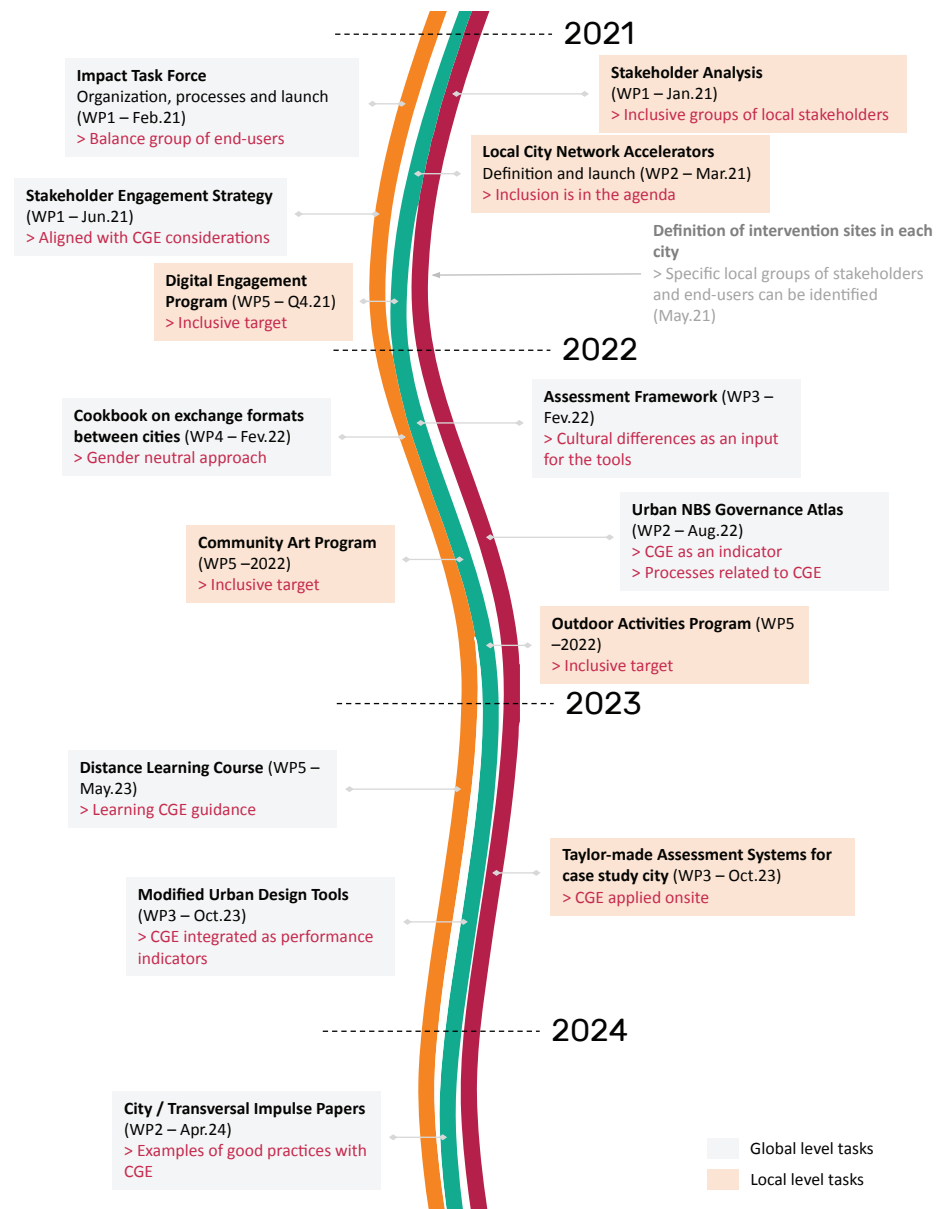 2021
Impact Task Force
Organization, processes and launch
(WP1 – Feb.21)
> Balance group of end-users
Stakeholder Analysis
(WP1 – Jan.21)
> Inclusive groups of local stakeholders
Local City Network Accelerators
Definition and launch (WP2 – Mar.21)
> Inclusion is in the agenda
Stakeholder Engagement Strategy
(WP1 – Jun.21)
> Aligned with CGE considerations
Definition of intervention sites in each
city
> Specific local groups of stakeholders
and end-users can be identified
(May.21)
Digital Engagement
Program (WP5 – Q4.21)
> Inclusive target
2022
Assessment Framework (WP3 –
Fev.22)
> Cultural differences as an input
for the tools
Cookbook on exchange formats
between cities (WP4 – Fev.22)
> Gender neutral approach
Urban NBS Governance Atlas
(WP2 – Aug.22)
> CGE as an indicator
> Processes related to CGE
Community Art Program
(WP5 –2022)
> Inclusive target
Outdoor Activities Program (WP5
–2022)
> Inclusive target
2023
Distance Learning Course (WP5 –
May.23)
> Learning CGE guidance
Taylor-made Assessment Systems for
case study city (WP3 – Oct.23)
> CGE applied onsite
Modified Urban Design Tools
(WP3 – Oct.23)
> CGE integrated as performance
indicators
2024
City / Transversal Impulse Papers
(WP2 – Apr.24)
> Examples of good practices with
CGE
Global level tasks
Local level tasks